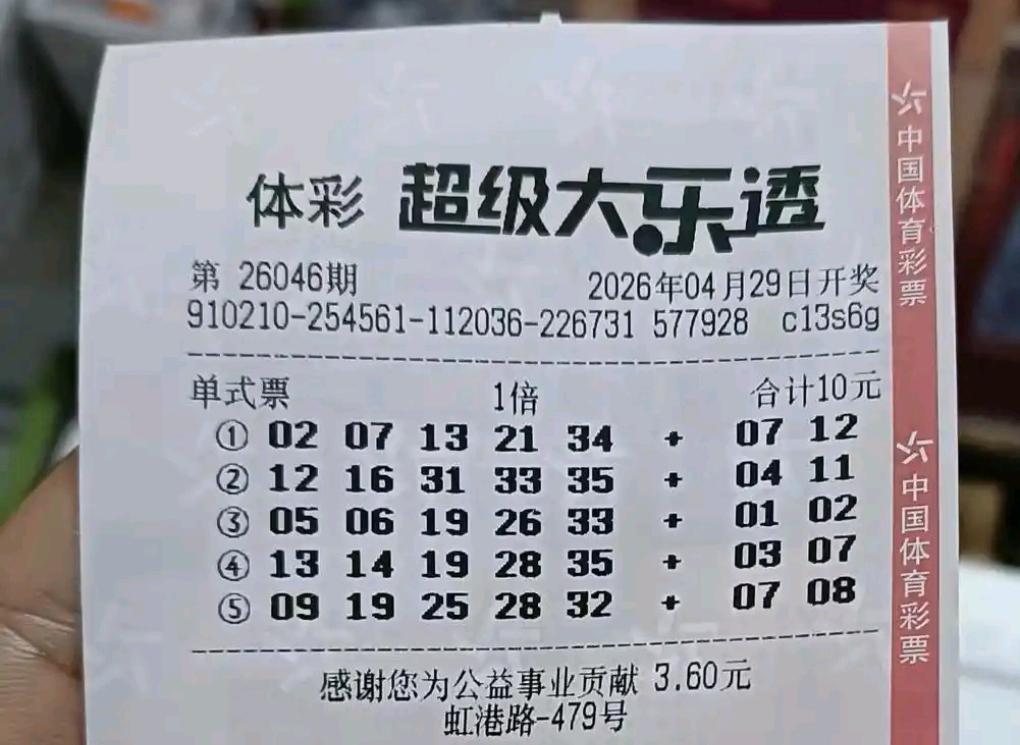 体彩 超级大乐透
第 26046期 2026年04月29日开奖
910210-254561-112036-226731 577928 c13s6g
单式票 1倍 合计10元
① 02 07 13 21 34 + 07 12
② 12 16 31 33 35 + 04 11
③ 05 06 19 26 33 + 01 02
④ 13 14 19 28 35 + 03 07
⑤ 09 19 25 28 32 + 07 08
感谢您为公益事业贡献 3.60元
虹港路-479号
中国体育彩票
中国体育彩票